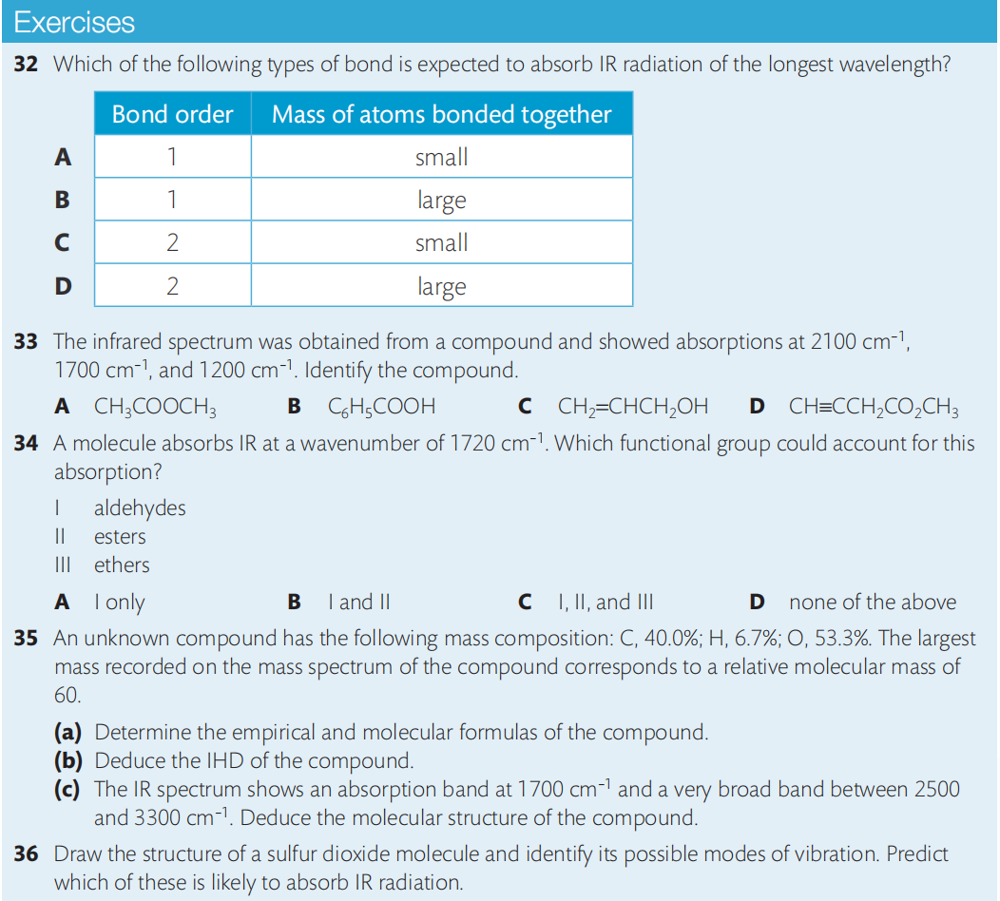 Exercises
32 Which of the following types of bond is expected to absorb IR radiation of the longest wavelength?
Bond order Mass of atoms bonded together
A 1 small
B 1 large
C 2 small
D 2 large
33 The infrared spectrum was obtained from a compound and showed absorptions at 2100 cm⁻¹,
1700 cm⁻¹, and 1200 cm⁻¹. Identify the compound.
A CH₃COOCH₃ B C₆H₅COOH C CH₂=CHCH₂OH D CH≡CCH₂CO₂CH₃
34 A molecule absorbs IR at a wavenumber of 1720 cm⁻¹. Which functional group could account for this
absorption?
I aldehydes
II esters
III ethers
A I only B I and II C I, II, and III D none of the above
35 An unknown compound has the following mass composition: C, 40.0%; H, 6.7%; O, 53.3%. The largest
mass recorded on the mass spectrum of the compound corresponds to a relative molecular mass of
60.
(a) Determine the empirical and molecular formulas of the compound.
(b) Deduce the IHD of the compound.
(c) The IR spectrum shows an absorption band at 1700 cm⁻¹ and a very broad band between 2500
and 3300 cm⁻¹. Deduce the molecular structure of the compound.
36 Draw the structure of a sulfur dioxide molecule and identify its possible modes of vibration. Predict
which of these is likely to absorb IR radiation.